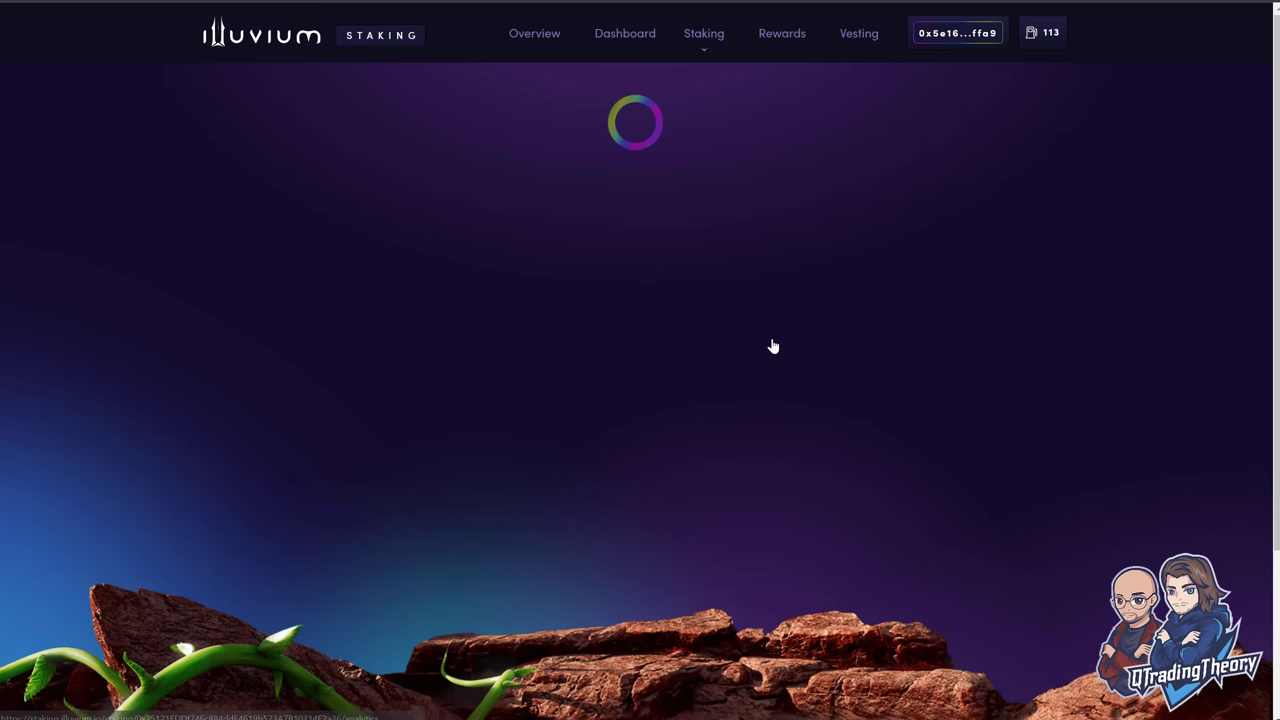 illuvium
STAKING
Overview
Dashboard
Staking
Rewards
Vesting
0x5e16...ffa9
113
QTradingTheory